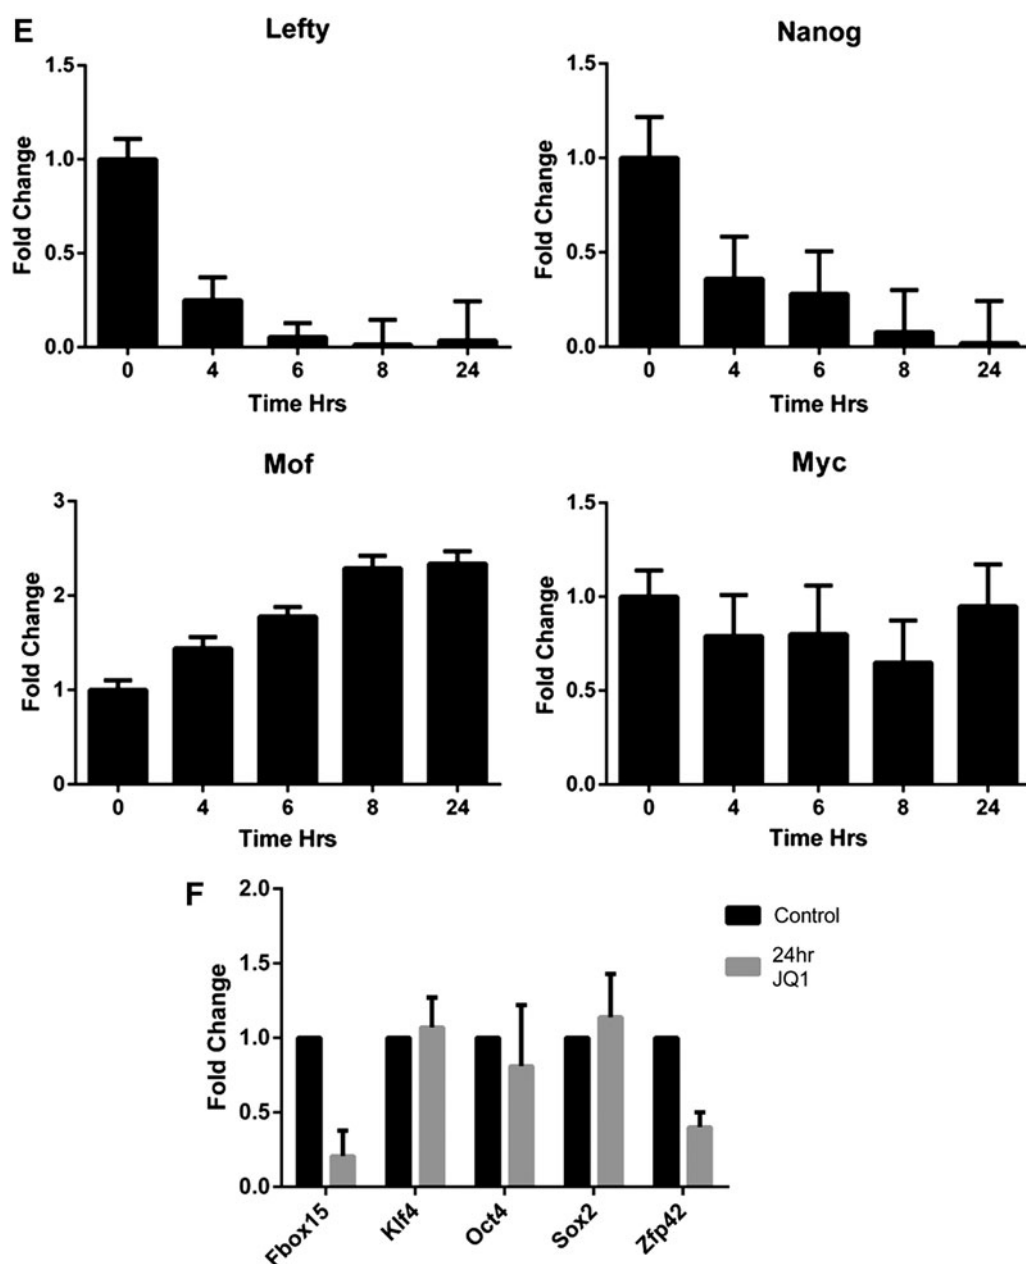 E
Lefty
Fold Change
1.5
1.0
0.5
0.0
0 4 6 8 24
Time Hrs
Nanog
Fold Change
1.5
1.0
0.5
0.0
0 4 6 8 24
Time Hrs
Mof
Fold Change
3
2
1
0
0 4 6 8 24
Time Hrs
Myc
Fold Change
1.5
1.0
0.5
0.0
0 4 6 8 24
Time Hrs
F
Fold Change
2.0
1.5
1.0
0.5
0.0
Fbox15 Klf4 Oct4 Sox2 Zfp42
Control
24hr
JQ1